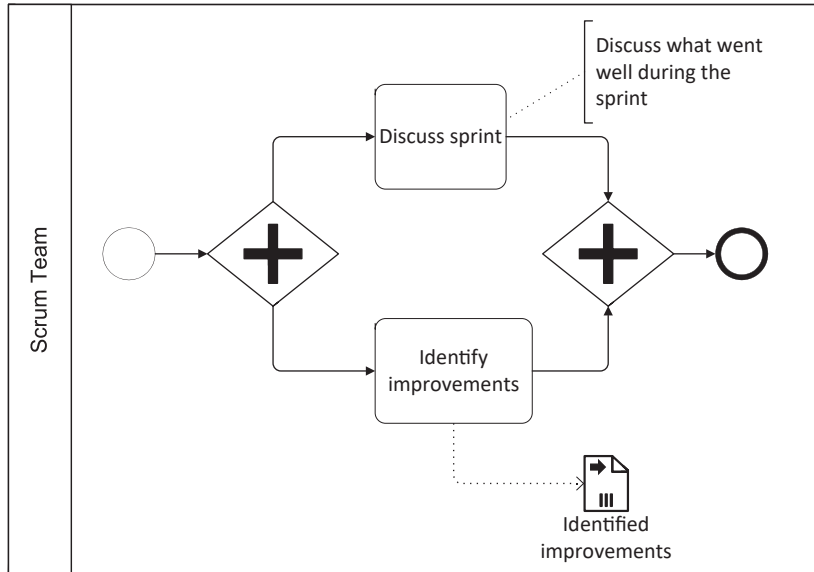 Scrum Team
Discuss what went
well during the
sprint
Discuss sprint
Identify
improvements
Identified
improvements